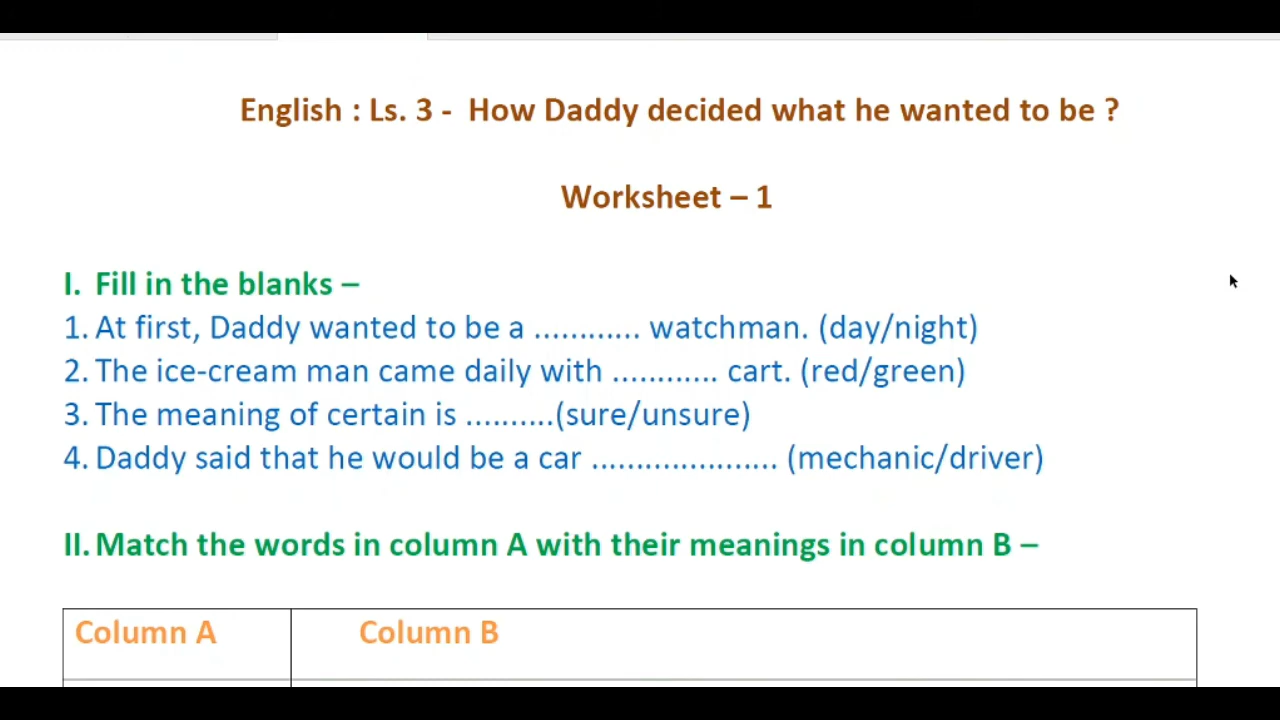 English : Ls. 3 - How Daddy decided what he wanted to be ?
Worksheet – 1
I. Fill in the blanks –
1. At first, Daddy wanted to be a ............ watchman. (day/night)
2. The ice-cream man came daily with ............ cart. (red/green)
3. The meaning of certain is ..........(sure/unsure)
4. Daddy said that he would be a car ..................... (mechanic/driver)
II. Match the words in column A with their meanings in column B –
Column A Column B